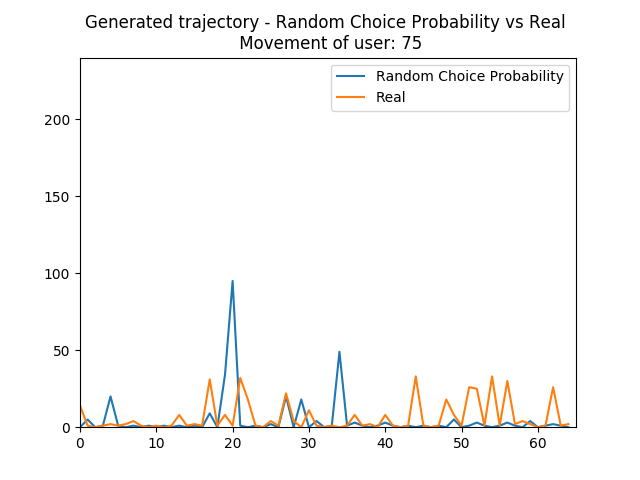 Generated trajectory - Random Choice Probability vs Real
Movement of user: 75
Random Choice Probability
Real
200
150
100
50
0
0 10 20 30 40 50 60